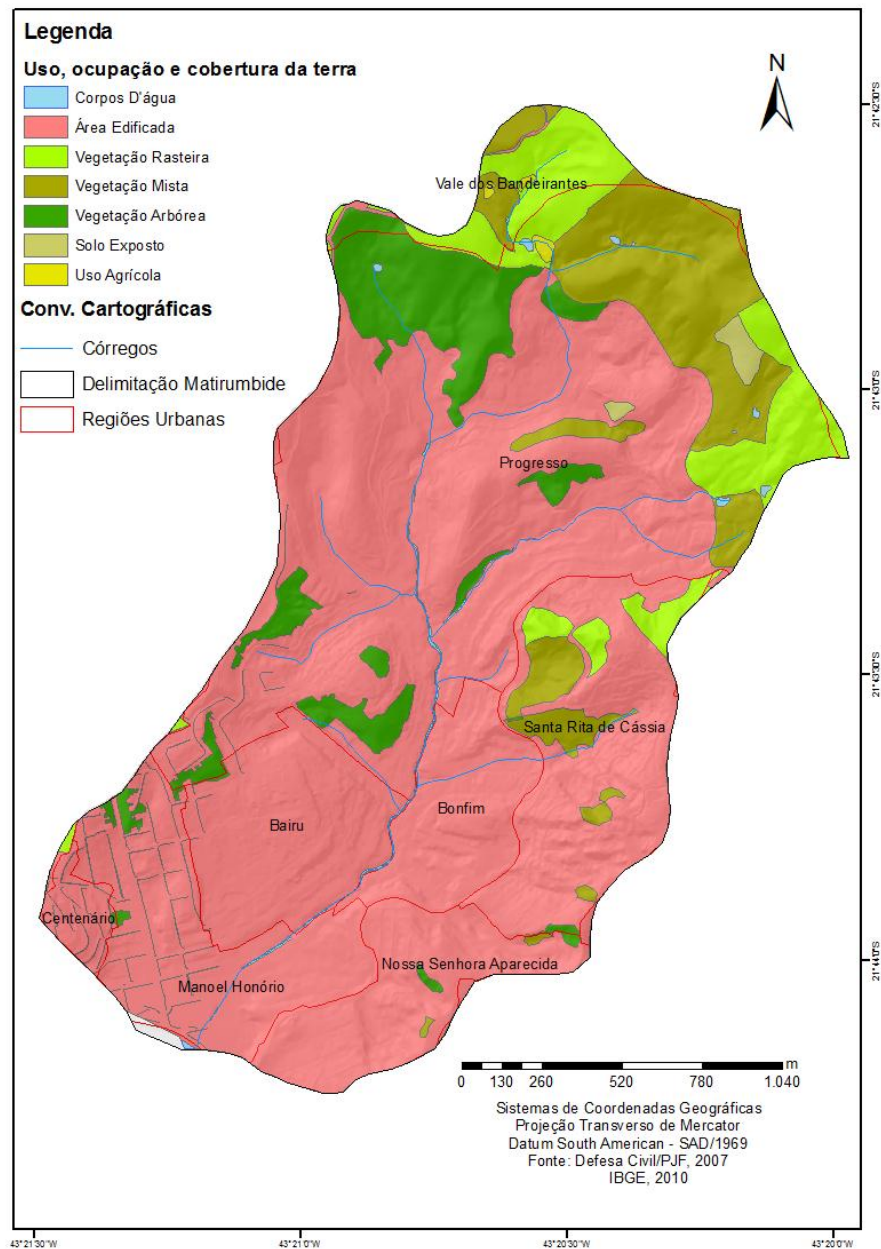 Legenda
Uso, ocupação e cobertura da terra
Corpos D'água
Área Edificada
Vegetação Rasteira
Vegetação Mista
Vegetação Arbórea
Solo Exposto
Uso Agrícola
Conv. Cartográficas
Córregos
Delimitação Matirumbide
Regiões Urbanas
N
Vale dos Bandeirantes
Progresso
Santa Rita de Cássia
Bonfim
Bairu
Centenário
Nossa Senhora Aparecida
Manoel Honório
m
0 130 260 520 780 1.040
Sistemas de Coordenadas Geográficas
Projeção Transverso de Mercator
Datum South American - SAD/1969
Fonte: Defesa Civil/PJF, 2007
IBGE, 2010
21°42'30"S
21°43'0"S
21°43'30"S
21°44'0"S
43°21'30"W 43°21'0"W 43°20'30"W 43°20'0"W